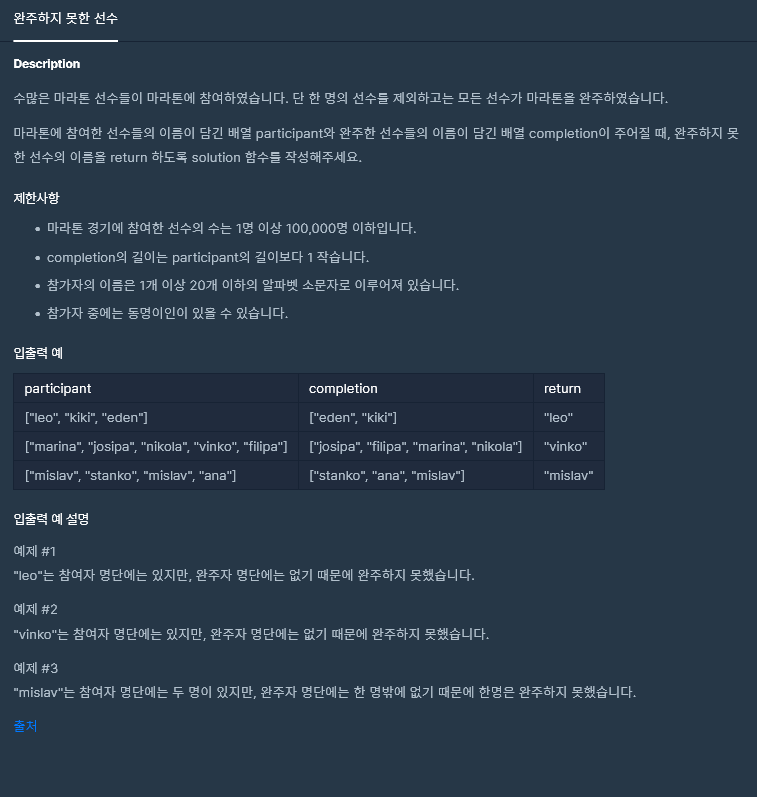 완주하지 못한 선수
Description
수많은 마라톤 선수들이 마라톤에 참여하였습니다. 단 한 명의 선수를 제외하고는 모든 선수가 마라톤을 완주하였습니다.
마라톤에 참여한 선수들의 이름이 담긴 배열 participant와 완주한 선수들의 이름이 담긴 배열 completion이 주어질 때, 완주하지 못
한 선수의 이름을 return 하도록 solution 함수를 작성해주세요.
제한사항
• 마라톤 경기에 참여한 선수의 수는 1명 이상 100,000명 이하입니다.
• completion의 길이는 participant의 길이보다 1 작습니다.
• 참가자의 이름은 1개 이상 20개 이하의 알파벳 소문자로 이루어져 있습니다.
• 참가자 중에는 동명이인이 있을 수 있습니다.
입출력 예
participant completion return
["leo", "kiki", "eden"] ["eden", "kiki"] "leo"
["marina", "josipa", "nikola", "vinko", "filipa"] ["josipa", "filipa", "marina", "nikola"] "vinko"
["mislav", "stanko", "mislav", "ana"] ["stanko", "ana", "mislav"] "mislav"
입출력 예 설명
예제 #1
"leo"는 참여자 명단에는 있지만, 완주자 명단에는 없기 때문에 완주하지 못했습니다.
예제 #2
"vinko"는 참여자 명단에는 있지만, 완주자 명단에는 없기 때문에 완주하지 못했습니다.
예제 #3
"mislav"는 참여자 명단에는 두 명이 있지만, 완주자 명단에는 한 명밖에 없기 때문에 한명은 완주하지 못했습니다.
출처